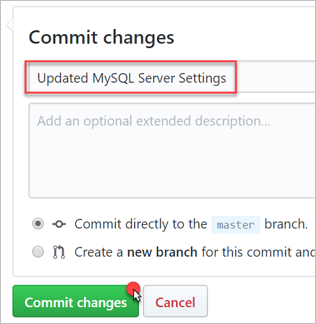 Commit changes
Updated MySQL Server Settings
Add an optional extended description...
Commit directly to the master branch.
Create a new branch for this commit and
Commit changes
Cancel